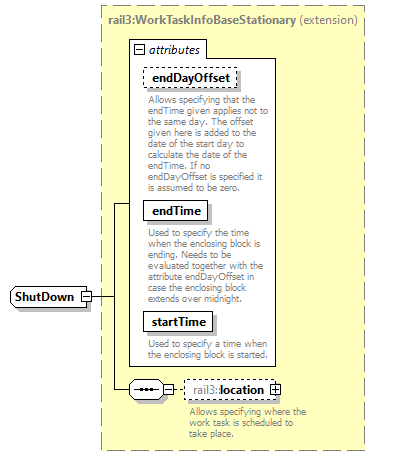 rail3:WorkTaskInfoBaseStationary (extension)
attributes
endDayOffset
Allows specifying that the
endTime given applies not to
the same day. The offset
given here is added to the
date of the start day to
calculate the date of the
endTime. If no
endDayOffset is specified it
is assumed to be zero.
endTime
Used to specify the time
when the enclosing block is
ending. Needs to be
evaluated together with the
attribute endDayOffset in
case the enclosing block
extends over midnight.
ShutDown
startTime
Used to specify a time when
the enclosing block is started.
rail3::location
Allows specifying where the
work task is scheduled to
take place.